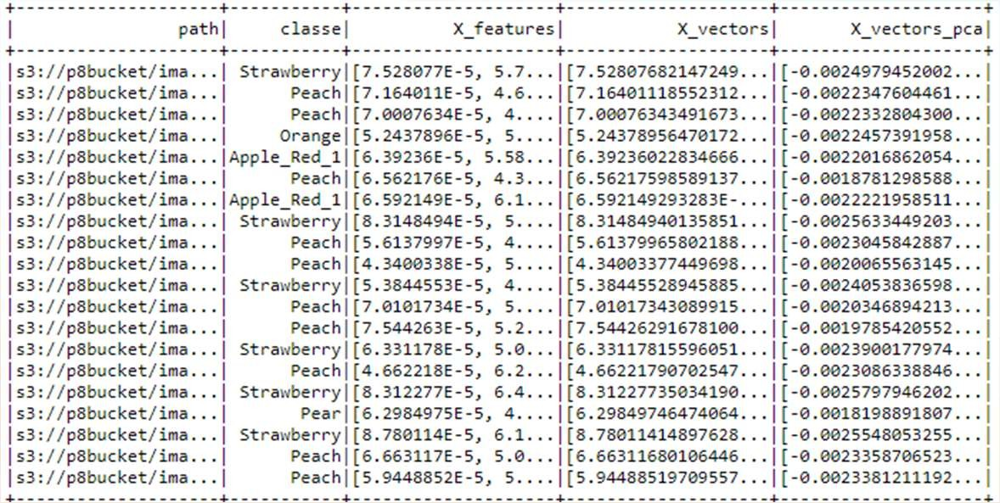 +--------------------+-----------+--------------------+--------------------+--------------------+
|                path|     classe|          X_features|           X_vectors|       X_vectors_pca|
+--------------------+-----------+--------------------+--------------------+--------------------+
|s3://p8bucket/ima...| Strawberry|[7.528077E-5, 5.7...|[7.52807682147249...|[-0.0024979452002...|
|s3://p8bucket/ima...|      Peach|[7.164011E-5, 4.6...|[7.16401118552312...|[-0.0022347604461...|
|s3://p8bucket/ima...|      Peach|[7.0007634E-5, 4....|[7.00076343491673...|[-0.0022332804300...|
|s3://p8bucket/ima...|     Orange|[5.2437896E-5, 5....|[5.24378956470172...|[-0.0022457391958...|
|s3://p8bucket/ima...|Apple_Red_1|[6.39236E-5, 5.58...|[6.39236022834666...|[-0.0022016862054...|
|s3://p8bucket/ima...|      Peach|[6.562176E-5, 4.3...|[6.56217598589137...|[-0.0018781298588...|
|s3://p8bucket/ima...|Apple_Red_1|[6.592149E-5, 6.1...|[6.592149293283E-...|[-0.0022221958511...|
|s3://p8bucket/ima...| Strawberry|[8.3148494E-5, 5....|[8.31484940135851...|[-0.0025633449203...|
|s3://p8bucket/ima...|      Peach|[5.6137997E-5, 4....|[5.61379965802188...|[-0.0023045842887...|
|s3://p8bucket/ima...|      Peach|[4.3400338E-5, 5....|[4.34003377449698...|[-0.0020065563145...|
|s3://p8bucket/ima...| Strawberry|[5.3844553E-5, 4....|[5.38445528945885...|[-0.0024053836598...|
|s3://p8bucket/ima...|      Peach|[7.0101734E-5, 5....|[7.01017343089915...|[-0.0020346894213...|
|s3://p8bucket/ima...|      Peach|[7.544263E-5, 5.2...|[7.54426291678100...|[-0.0019785420552...|
|s3://p8bucket/ima...| Strawberry|[6.331178E-5, 5.0...|[6.33117815596051...|[-0.0023900177974...|
|s3://p8bucket/ima...|      Peach|[4.662218E-5, 6.2...|[4.66221790702547...|[-0.0023086338846...|
|s3://p8bucket/ima...| Strawberry|[8.312277E-5, 6.4...|[8.31227735034190...|[-0.0025797946202...|
|s3://p8bucket/ima...|       Pear|[6.2984975E-5, 4....|[6.29849746474064...|[-0.0018198891807...|
|s3://p8bucket/ima...| Strawberry|[8.780114E-5, 6.1...|[8.78011414897628...|[-0.0025548053255...|
|s3://p8bucket/ima...|      Peach|[6.663117E-5, 5.0...|[6.66311680106446...|[-0.0023358706523...|
|s3://p8bucket/ima...|      Peach|[5.9448852E-5, 5....|[5.94488519709557...|[-0.0023381211192...|
+--------------------+-----------+--------------------+--------------------+--------------------+